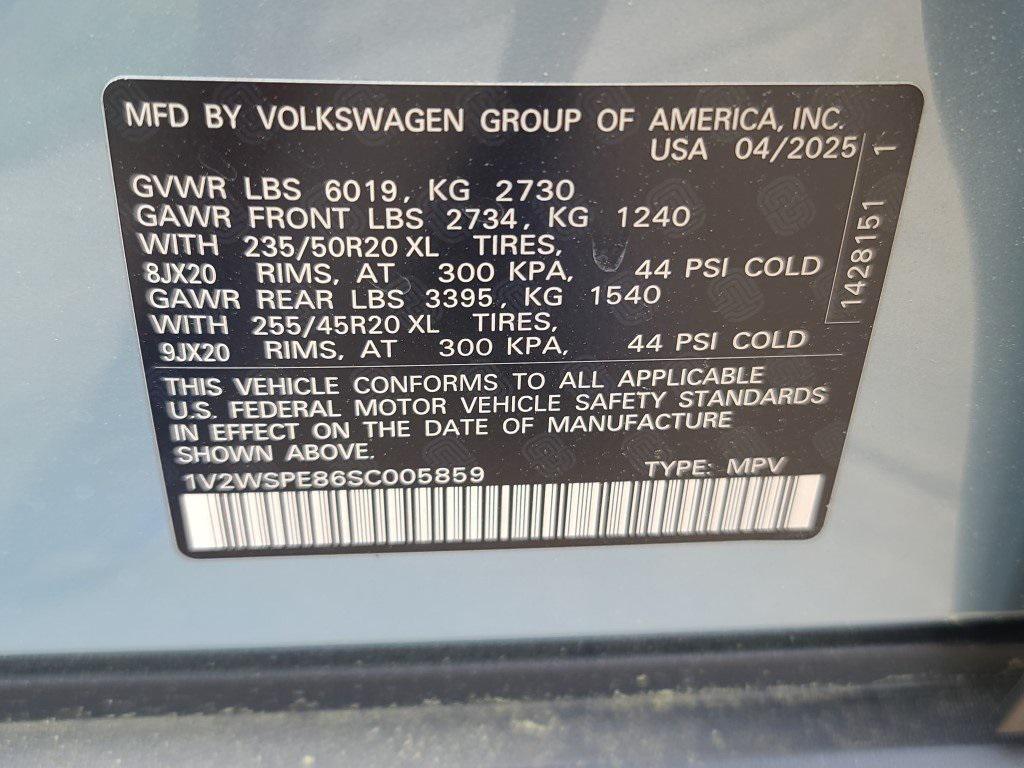 MFD BY VOLKSWAGEN GROUP OF AMERICA, INC.
USA 04/2025
GVWR LBS 6019, KG 2730
GAWR FRONT LBS 2734, KG 1240
WITH 235/50R20 XL TIRES,
8JX20 RIMS, AT 300 KPA, 44 PSI COLD
GAWR REAR LBS 3395, KG 1540
WITH 255/45R20 XL TIRES,
9JX20 RIMS, AT 300 KPA, 44 PSI COLD
1428151 1
THIS VEHICLE CONFORMS TO ALL APPLICABLE
U.S. FEDERAL MOTOR VEHICLE SAFETY STANDARDS
IN EFFECT ON THE DATE OF MANUFACTURE
SHOWN ABOVE.
1V2WSPE86SC005859 TYPE: MPV